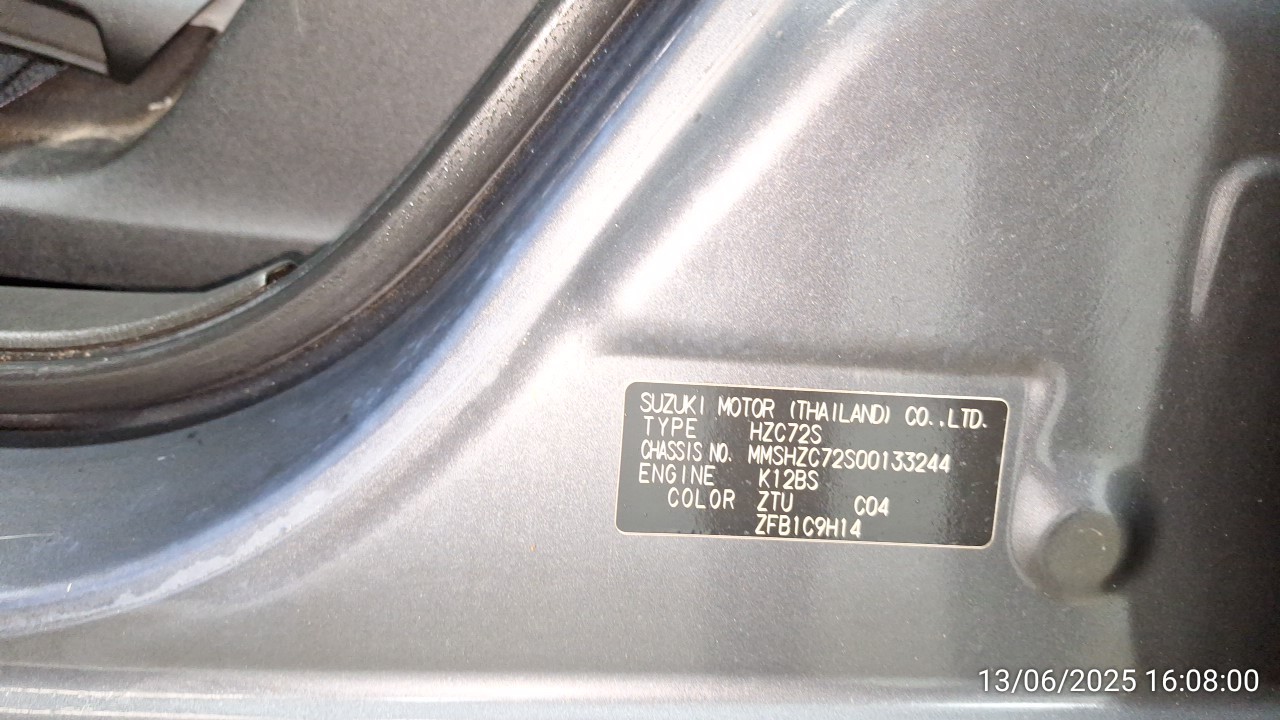 SUZUKI MOTOR (THAILAND) CO.,LTD.
TYPE HZC72S
CHASSIS NO. MMSHZC72S00133244
ENGINE K12BS
COLOR ZTU C04
ZFB1C9H14
13/06/2025 16:08:00